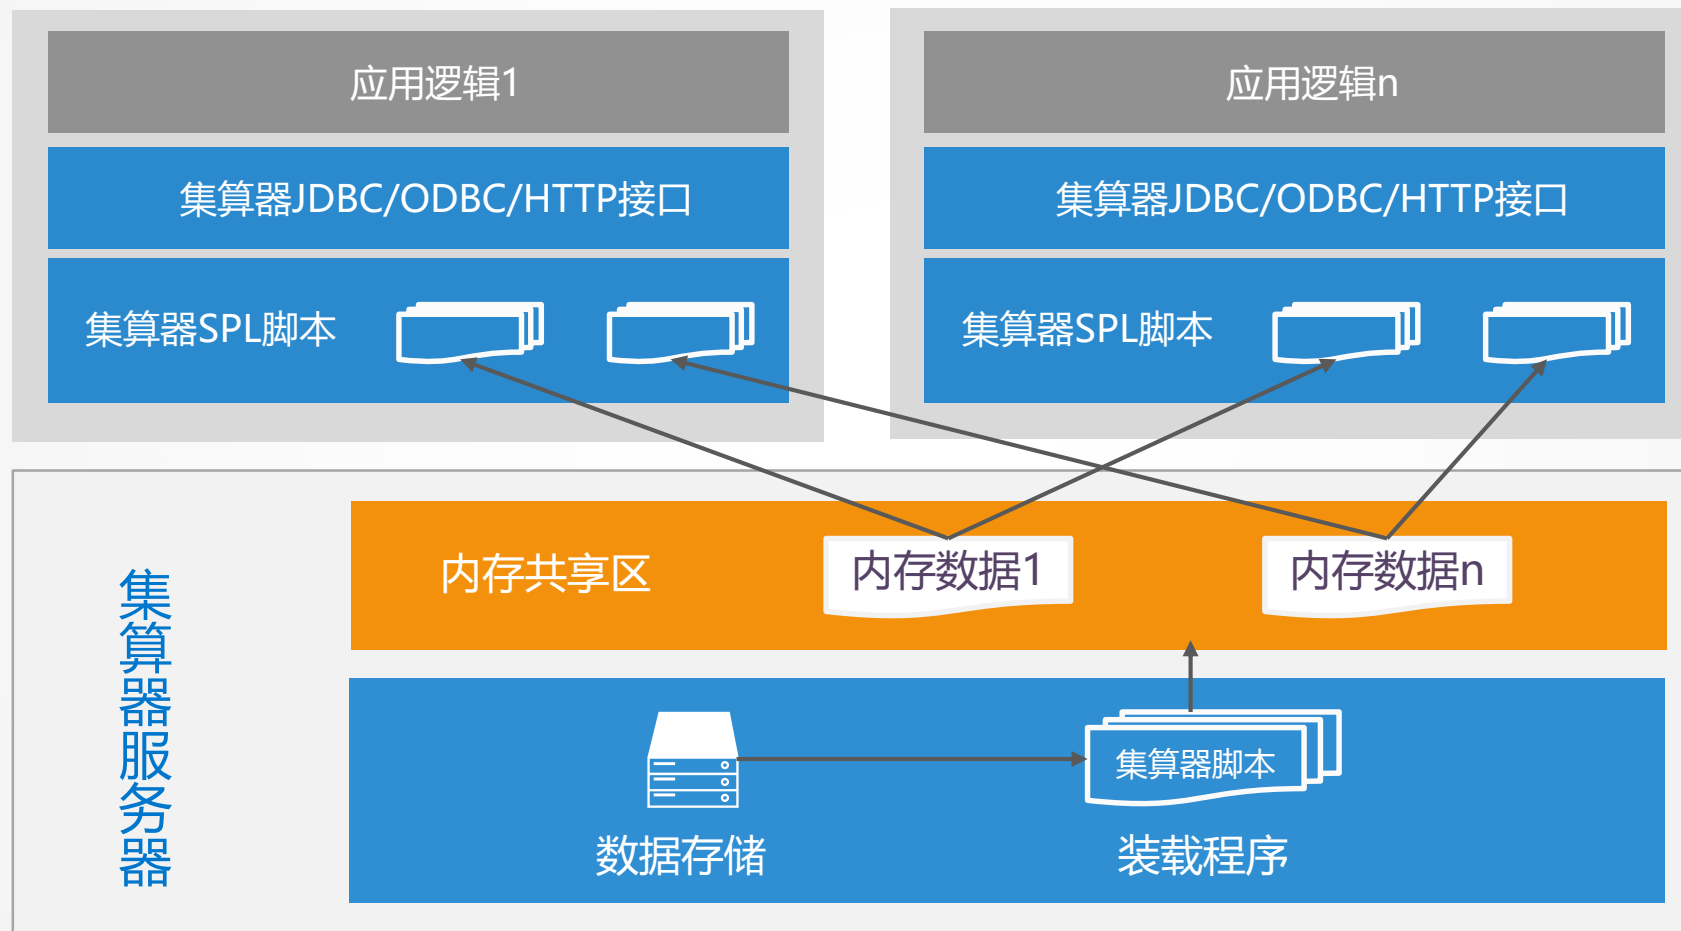 应用逻辑1
集算器JDBC/ODBC/HTTP接口
集算器SPL脚本
应用逻辑n
集算器JDBC/ODBC/HTTP接口
集算器SPL脚本
集算器服务器
内存共享区
内存数据1
内存数据n
集算器脚本
数据存储
装载程序